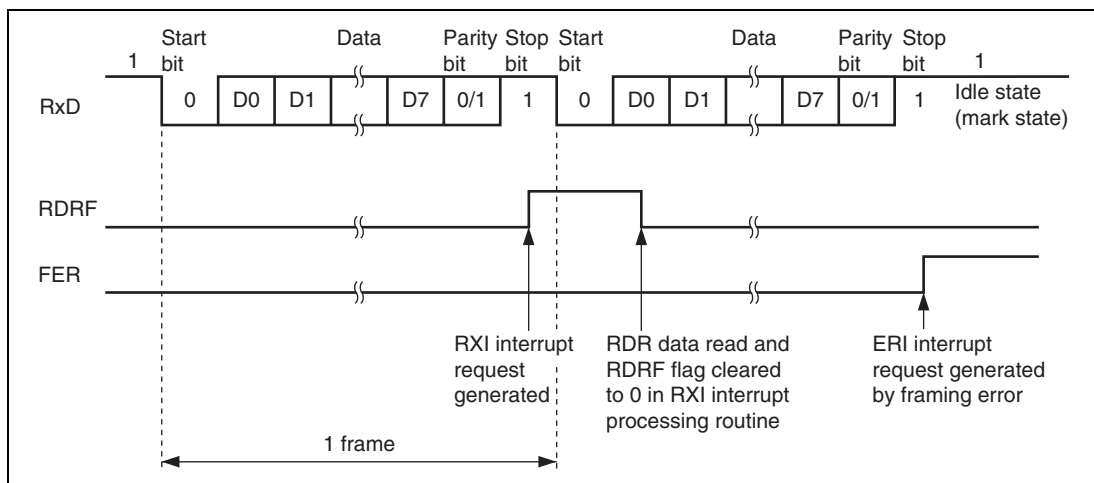 Start bit
Data
Parity bit
Stop bit
Start bit
Data
Parity bit
Stop bit
1
1
RxD
0
D0
D1
D7
0/1
1
0
D0
D1
D7
0/1
1
Idle state
(mark state)
RDRF
FER
RXI interrupt
request
generated
RDR data read and
RDRF flag cleared
to 0 in RXI interrupt
processing routine
ERI interrupt
request generated
by framing error
1 frame